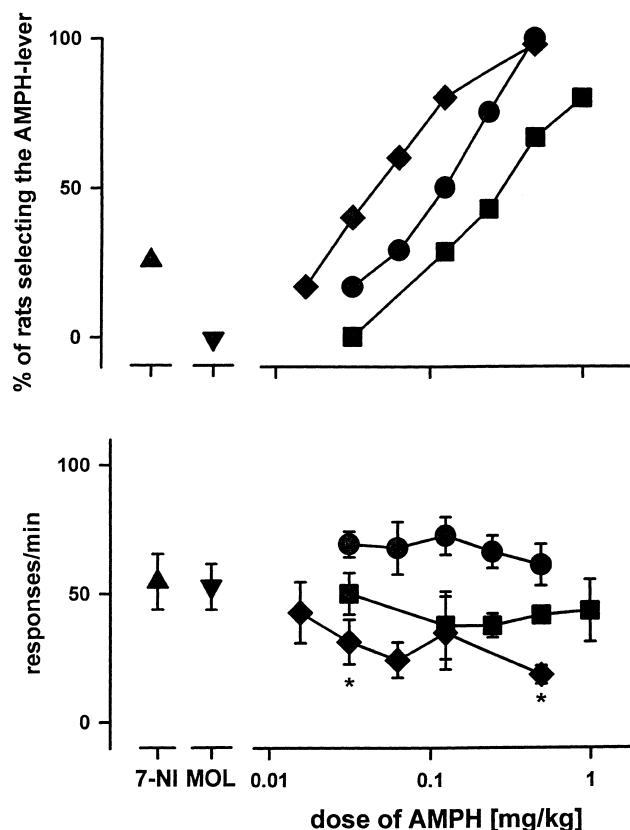 % of rats selecting the AMPH-lever
100
50
0
responses/min
100
50
0
*
*
7-NI MOL 0.01 0.1 1
dose of AMPH [mg/kg]